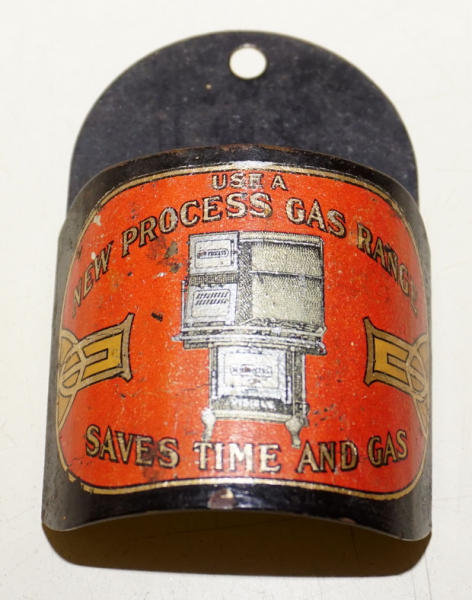 USE A
NEW PROCESS GAS RANGE
SAVES TIME AND GAS